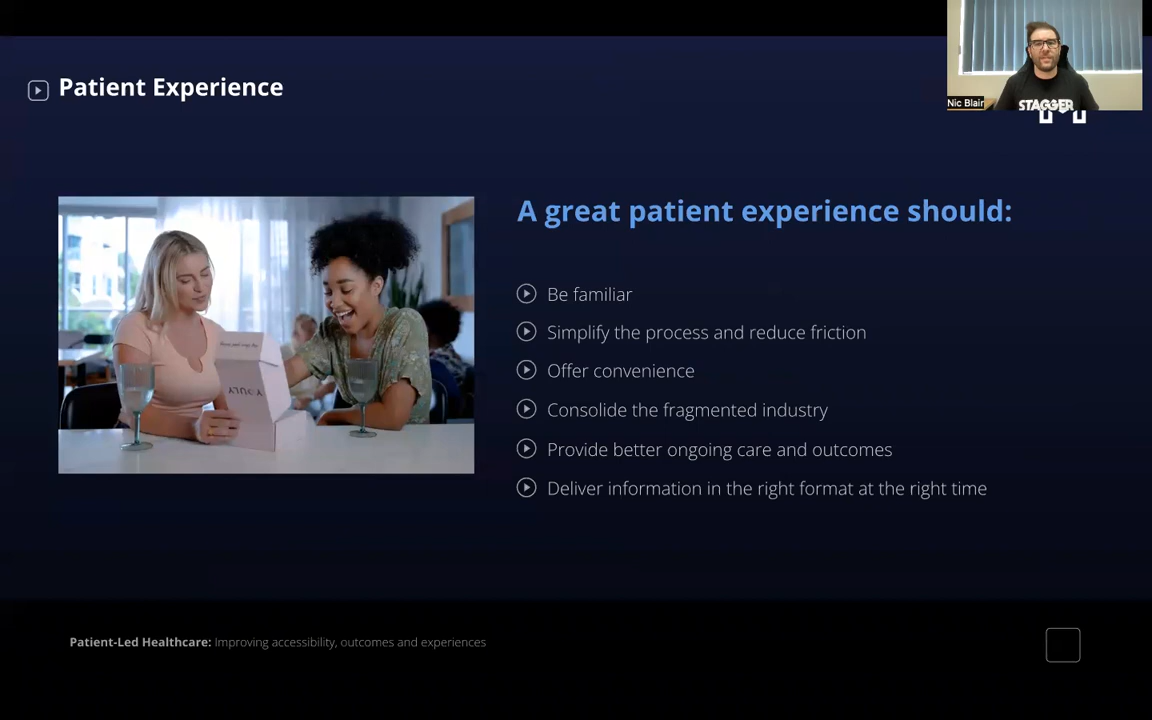 Patient Experience
Nic Blair
STAGGER
A great patient experience should:
Be familiar
Simplify the process and reduce friction
Offer convenience
Consolide the fragmented industry
Provide better ongoing care and outcomes
Deliver information in the right format at the right time
YOULY
Patient-Led Healthcare: Improving accessibility, outcomes and experiences